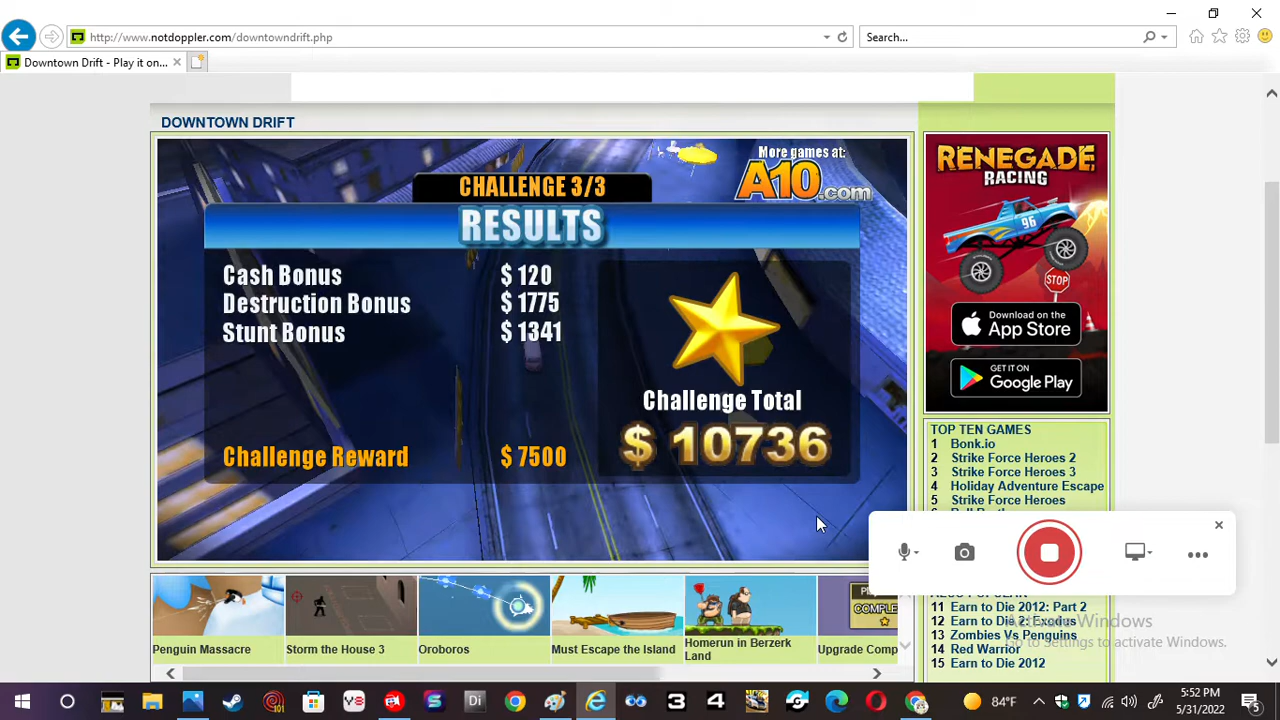 http://www.notdoppler.com/downtowndrift.php
Search...
Downtown Drift - Play it on...
DOWNTOWN DRIFT
More games at:
A10.com
CHALLENGE 3/3
RESULTS
Cash Bonus $ 120
Destruction Bonus $ 1775
Stunt Bonus $ 1341
Challenge Reward $ 7500
Challenge Total
$ 10736
RENEGADE
RACING
96
STOP
Download on the
App Store
GET IT ON
Google Play
TOP TEN GAMES
1 Bonk.io
2 Strike Force Heroes 2
3 Strike Force Heroes 3
4 Holiday Adventure Escape
5 Strike Force Heroes
11 Earn to Die 2012: Part 2
12 Earn to Die 2: Exodus
13 Zombies Vs Penguins
14 Red Warrior
15 Earn to Die 2012
Activate Windows
Go to Settings to activate Windows.
Penguin Massacre
Storm the House 3
Oroboros
Must Escape the Island
Homerun in Berzerk
Land
COMPLE
Upgrade Comp
84°F
5:52 PM
5/31/2022